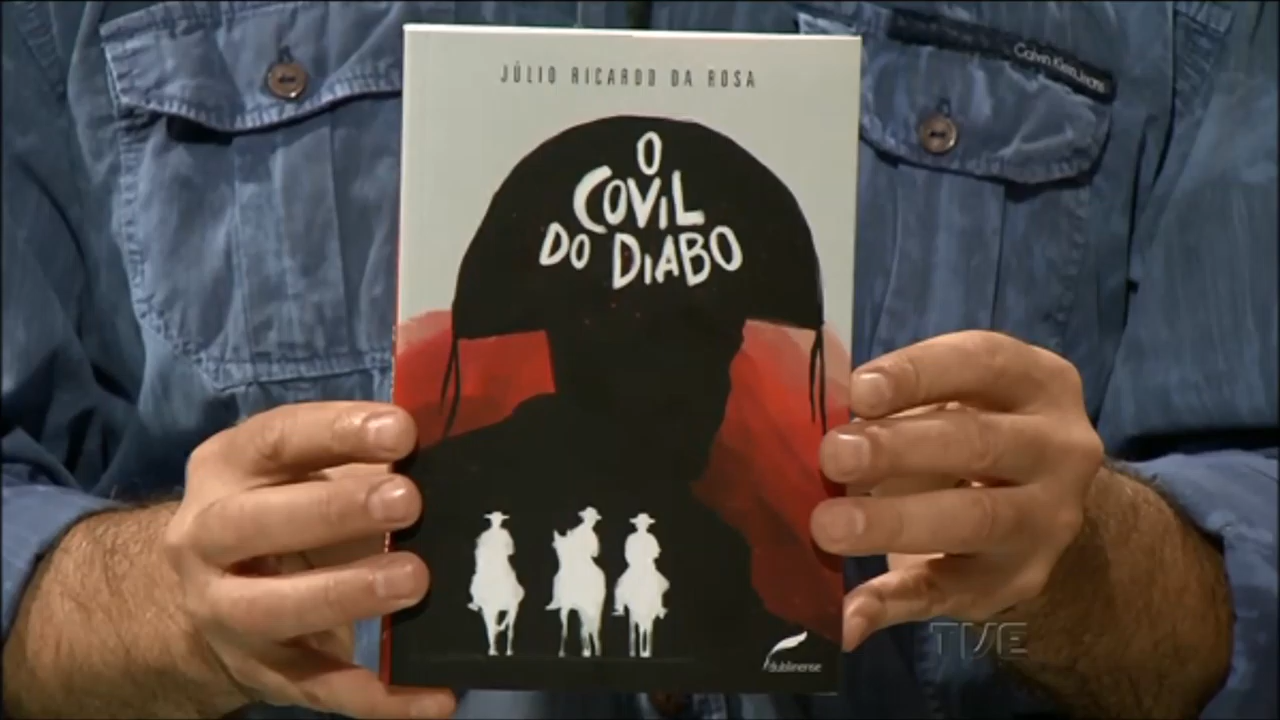 Calvin Klein Jeans
JÚLIO RICARDO DA ROSA
O
COViL
DO DiABO
dublinense
TVE